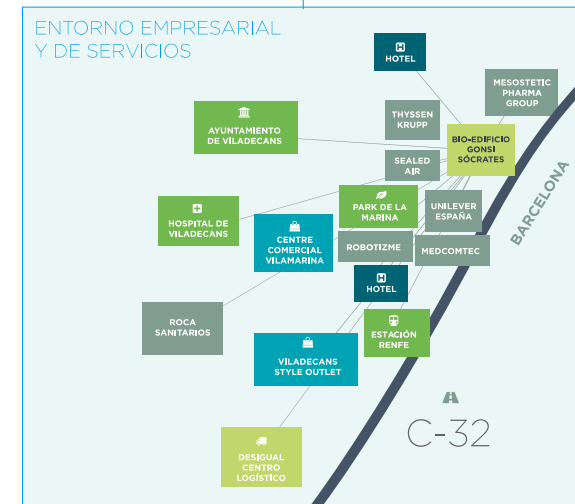 ENTORNO EMPRESARIAL
Y DE SERVICIOS
HOTEL
MESOSTETIC
PHARMA
GROUP
THYSSEN
KRUPP
AYUNTAMIENTO
DE VILADECANS
BIO-EDIFICIO
GONSI
SÓCRATES
SEALED
AIR
BARCELONA
PARK DE LA
MARINA
UNILEVER
ESPAÑA
HOSPITAL DE
VILADECANS
CENTRE
COMERCIAL
VILAMARINA
ROBOTIZME
MEDCOMTEC
HOTEL
ROCA
SANITARIOS
ESTACIÓN
RENFE
VILADECANS
STYLE OUTLET
C-32
DESIGUAL
CENTRO
LOGÍSTICO